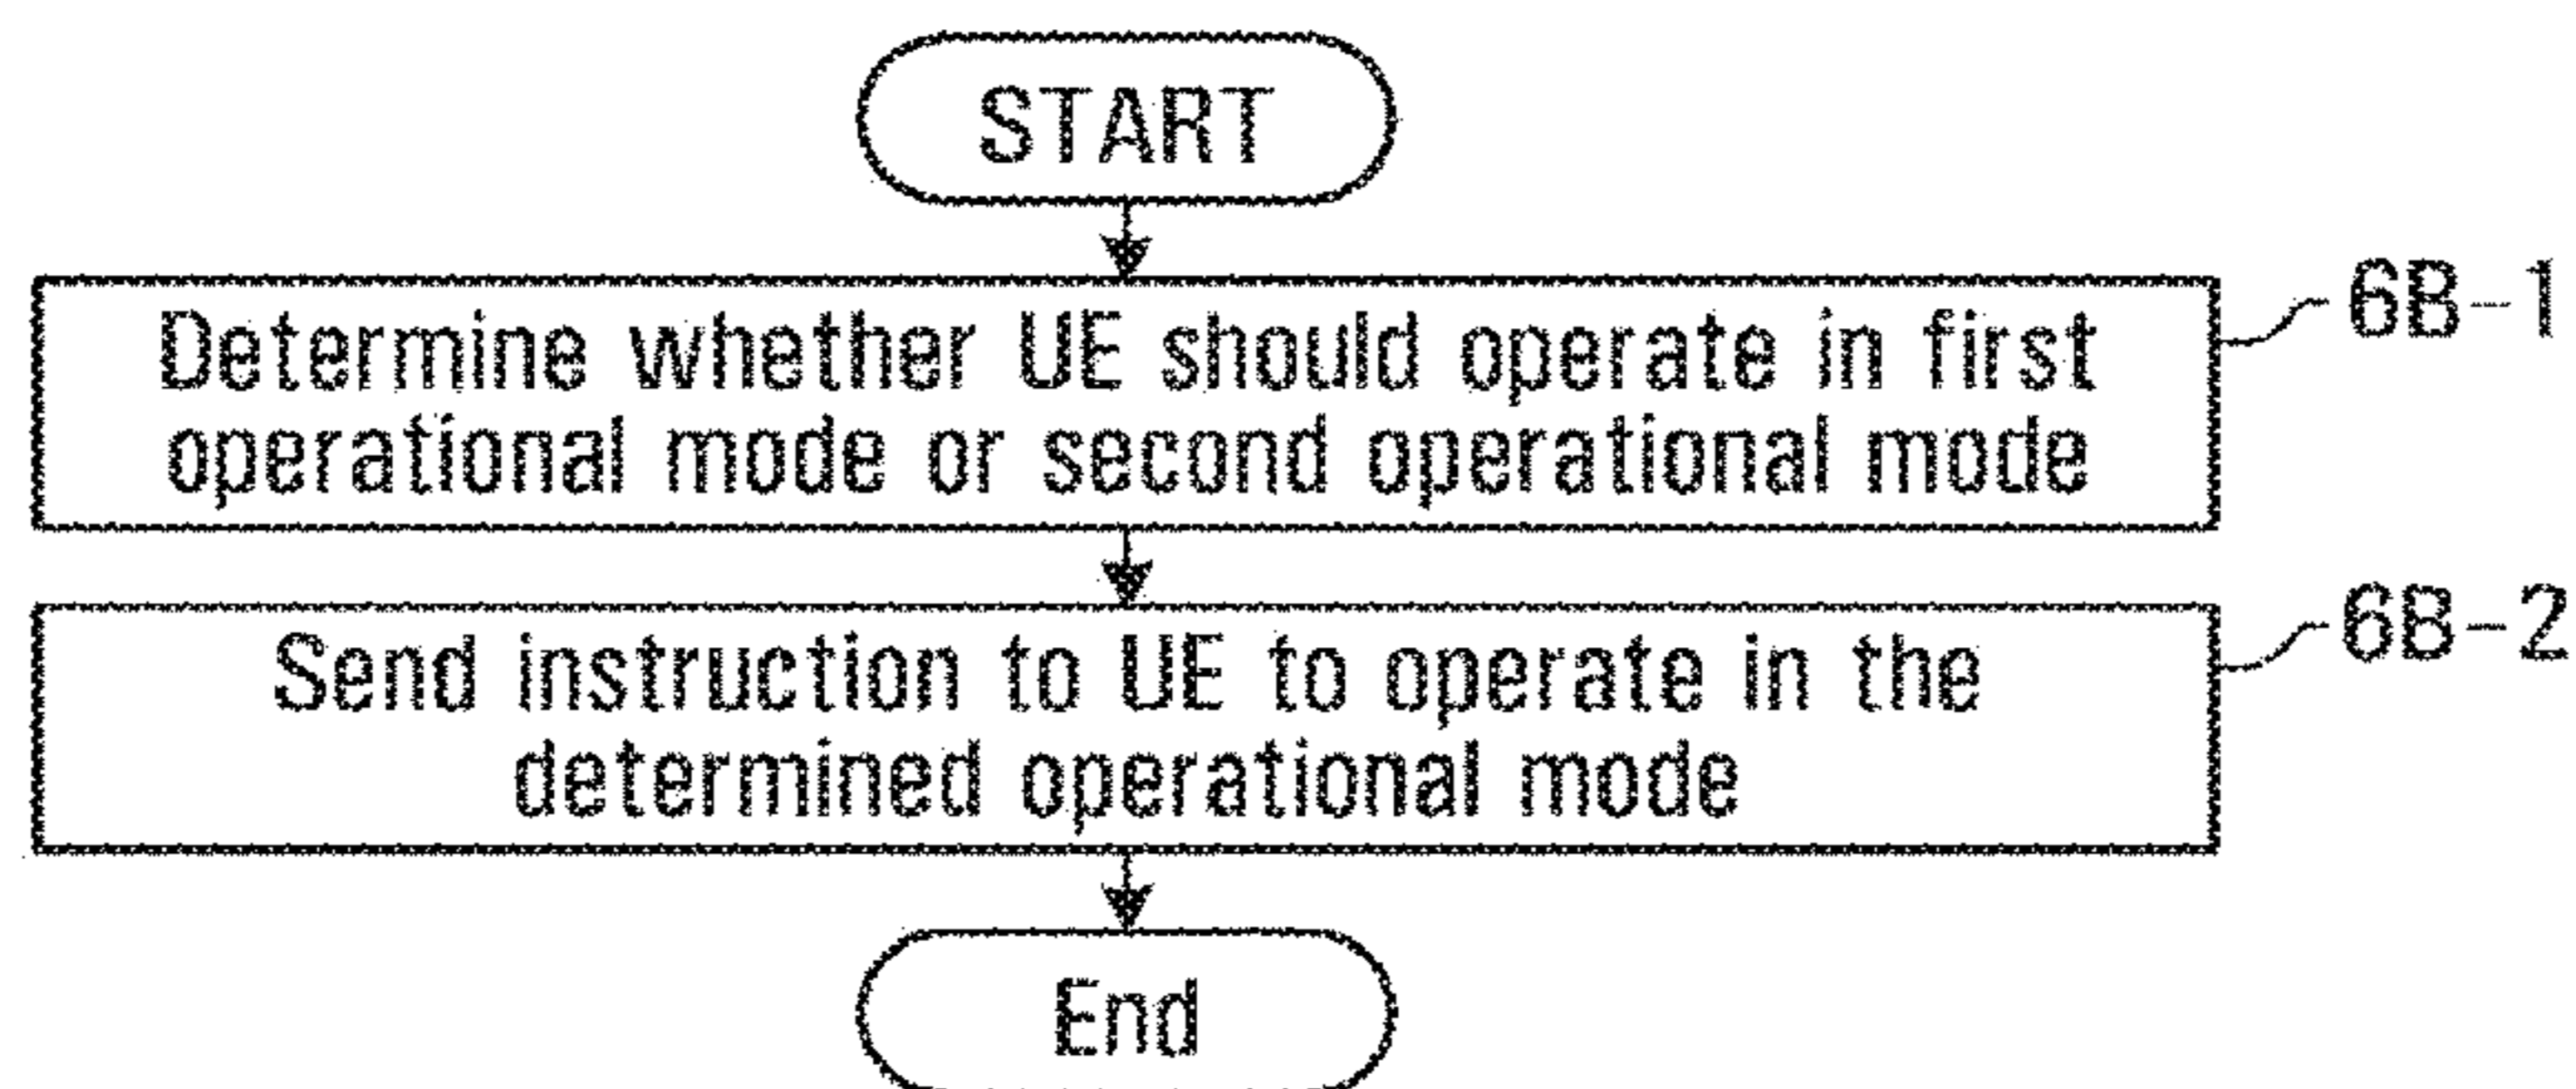 START
Determine whether UE should operate in first
operational mode or second operational mode
6B-1
Send instruction to UE to operate in the
determined operational mode
6B-2
End